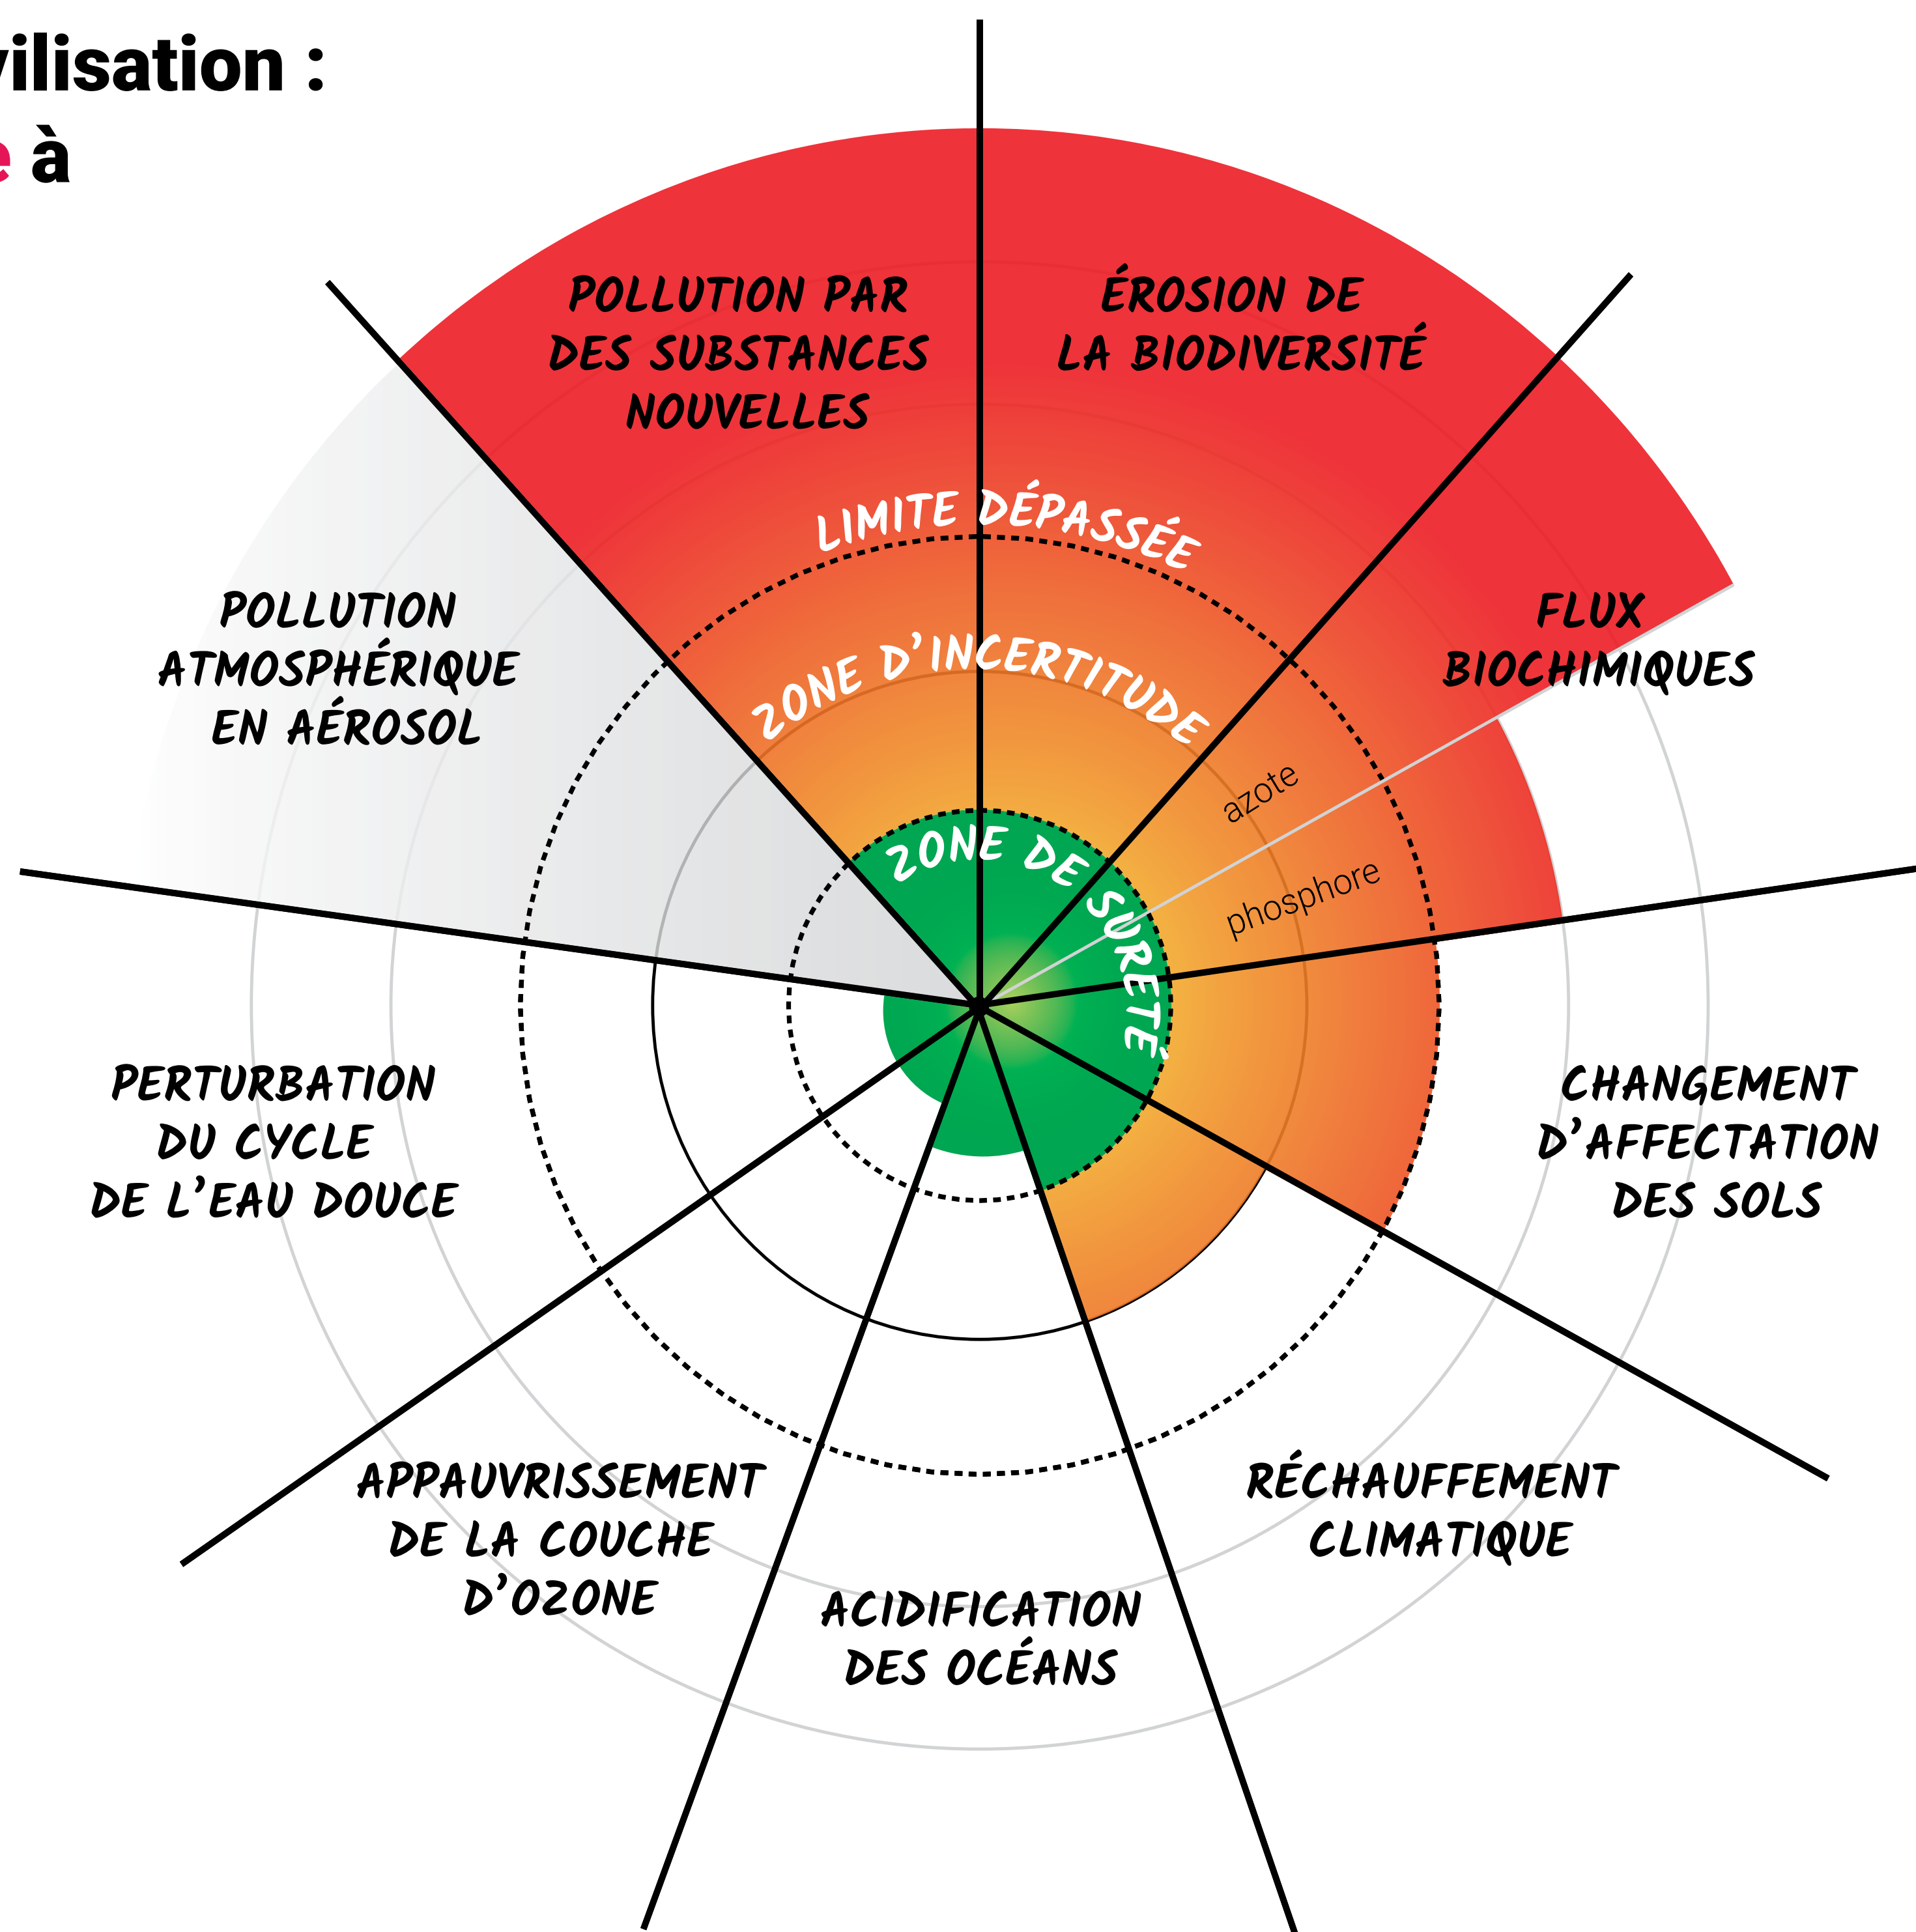 vilisation :
e à
POLLUTION PAR
DES SUBSTANCES
NOUVELLES
ÉROSION DE
LA BIODIVERSITÉ
LIMITE DÉPASSÉE
ZONE D’INCERTITUDE
ZONE DE SURETÉ
POLLUTION
ATMOSPHÉRIQUE
EN AÉROSOL
FLUX
BIOCHIMIQUES
azote
phosphore
PERTURBATION
DU CYCLE
DE L’EAU DOUCE
CHANGEMENT
D’AFFECTATION
DES SOLS
APPAUVRISSEMENT
DE LA COUCHE
D’OZONE
RÉCHAUFFEMENT
CLIMATIQUE
ACIDIFICATION
DES OCÉANS